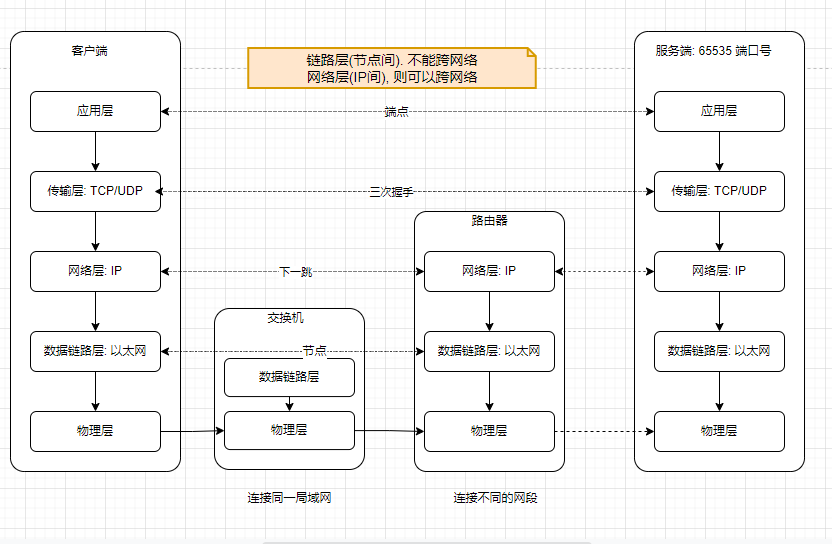 客户端
链路层(节点间). 不能跨网络
网络层(IP间), 则可以跨网络
服务端: 65535 端口号
应用层
端点
应用层
传输层: TCP/UDP
三次握手
传输层: TCP/UDP
路由器
网络层: IP
下一跳
网络层: IP
网络层: IP
交换机
数据链路层: 以太网
节点
数据链路层: 以太网
数据链路层: 以太网
数据链路层
物理层
物理层
物理层
物理层
连接同一局域网
连接不同的网段